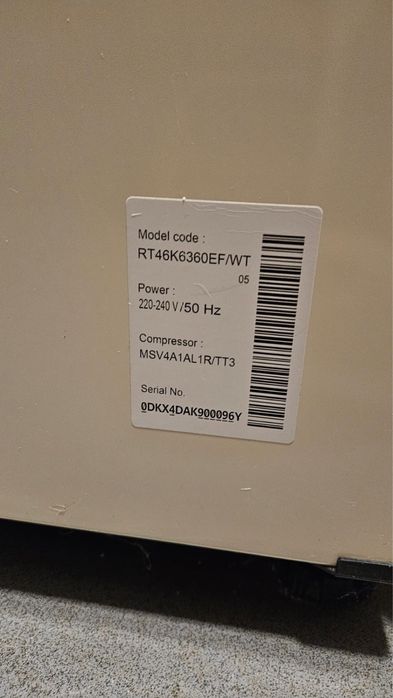 Model code :
RT46K6360EF/WT
05
Power :
220-240 V/50 Hz
Compressor :
MSV4A1AL1R/TT3
Serial No.
0DKX4DAK900096Y